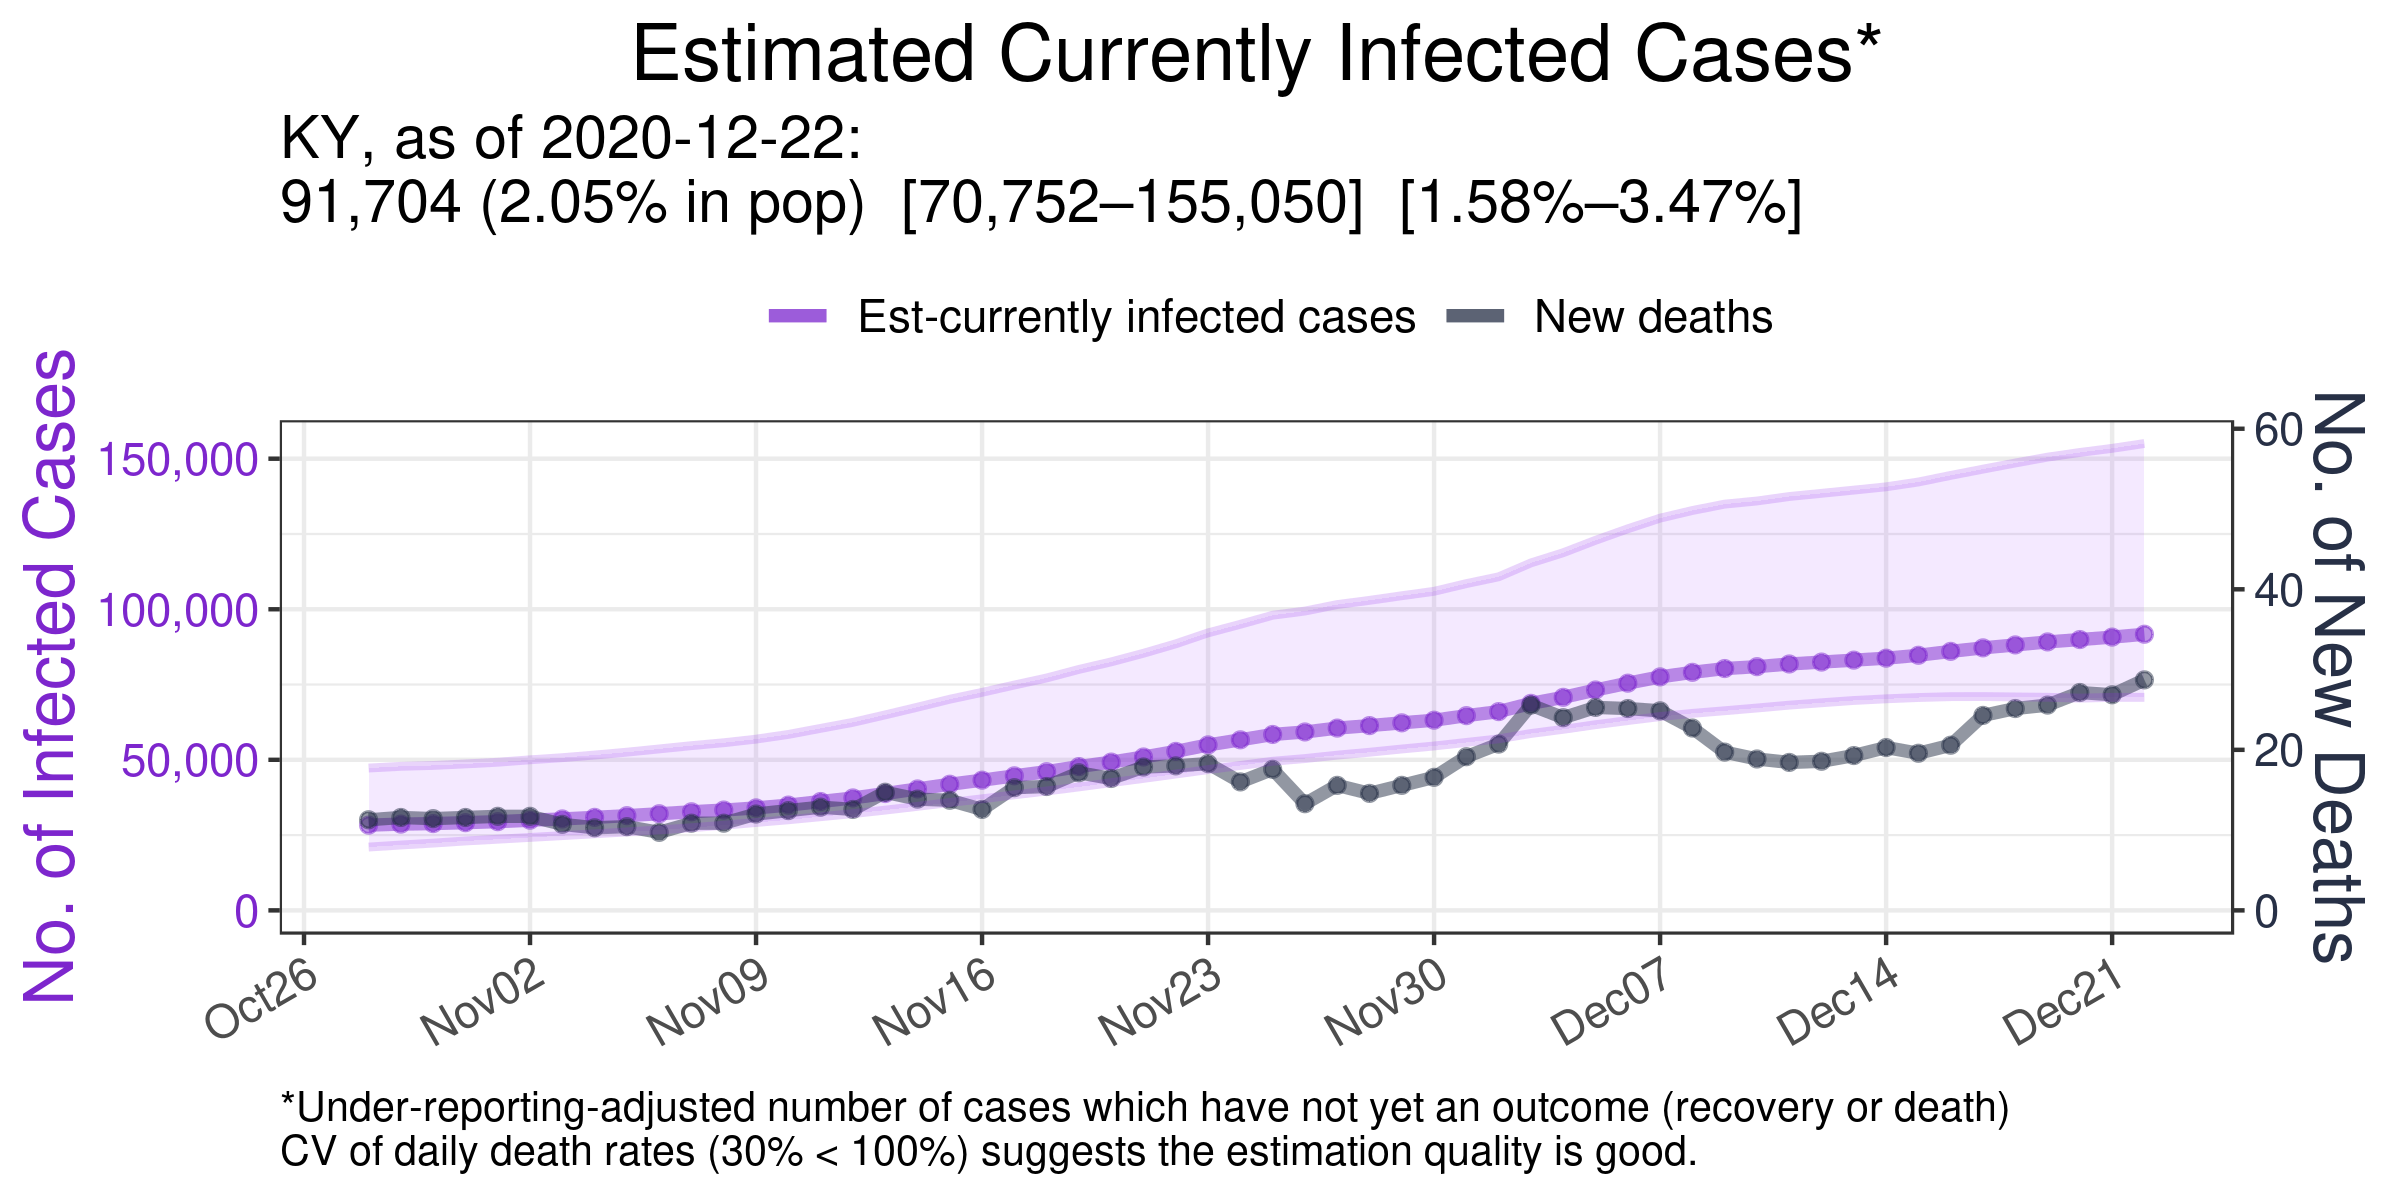 Estimated Currently Infected Cases*
KY, as of 2020-12-22:
91,704 (2.05% in pop)  [70,752–155,050]  [1.58%–3.47%]
Est-currently infected cases
New deaths
No. of Infected Cases
150,000
100,000
50,000
0
No. of New Deaths
60
40
20
0
Oct26
Nov02
Nov09
Nov16
Nov23
Nov30
Dec07
Dec14
Dec21
*Under-reporting-adjusted number of cases which have not yet an outcome (recovery or death)
CV of daily death rates (30% < 100%) suggests the estimation quality is good.